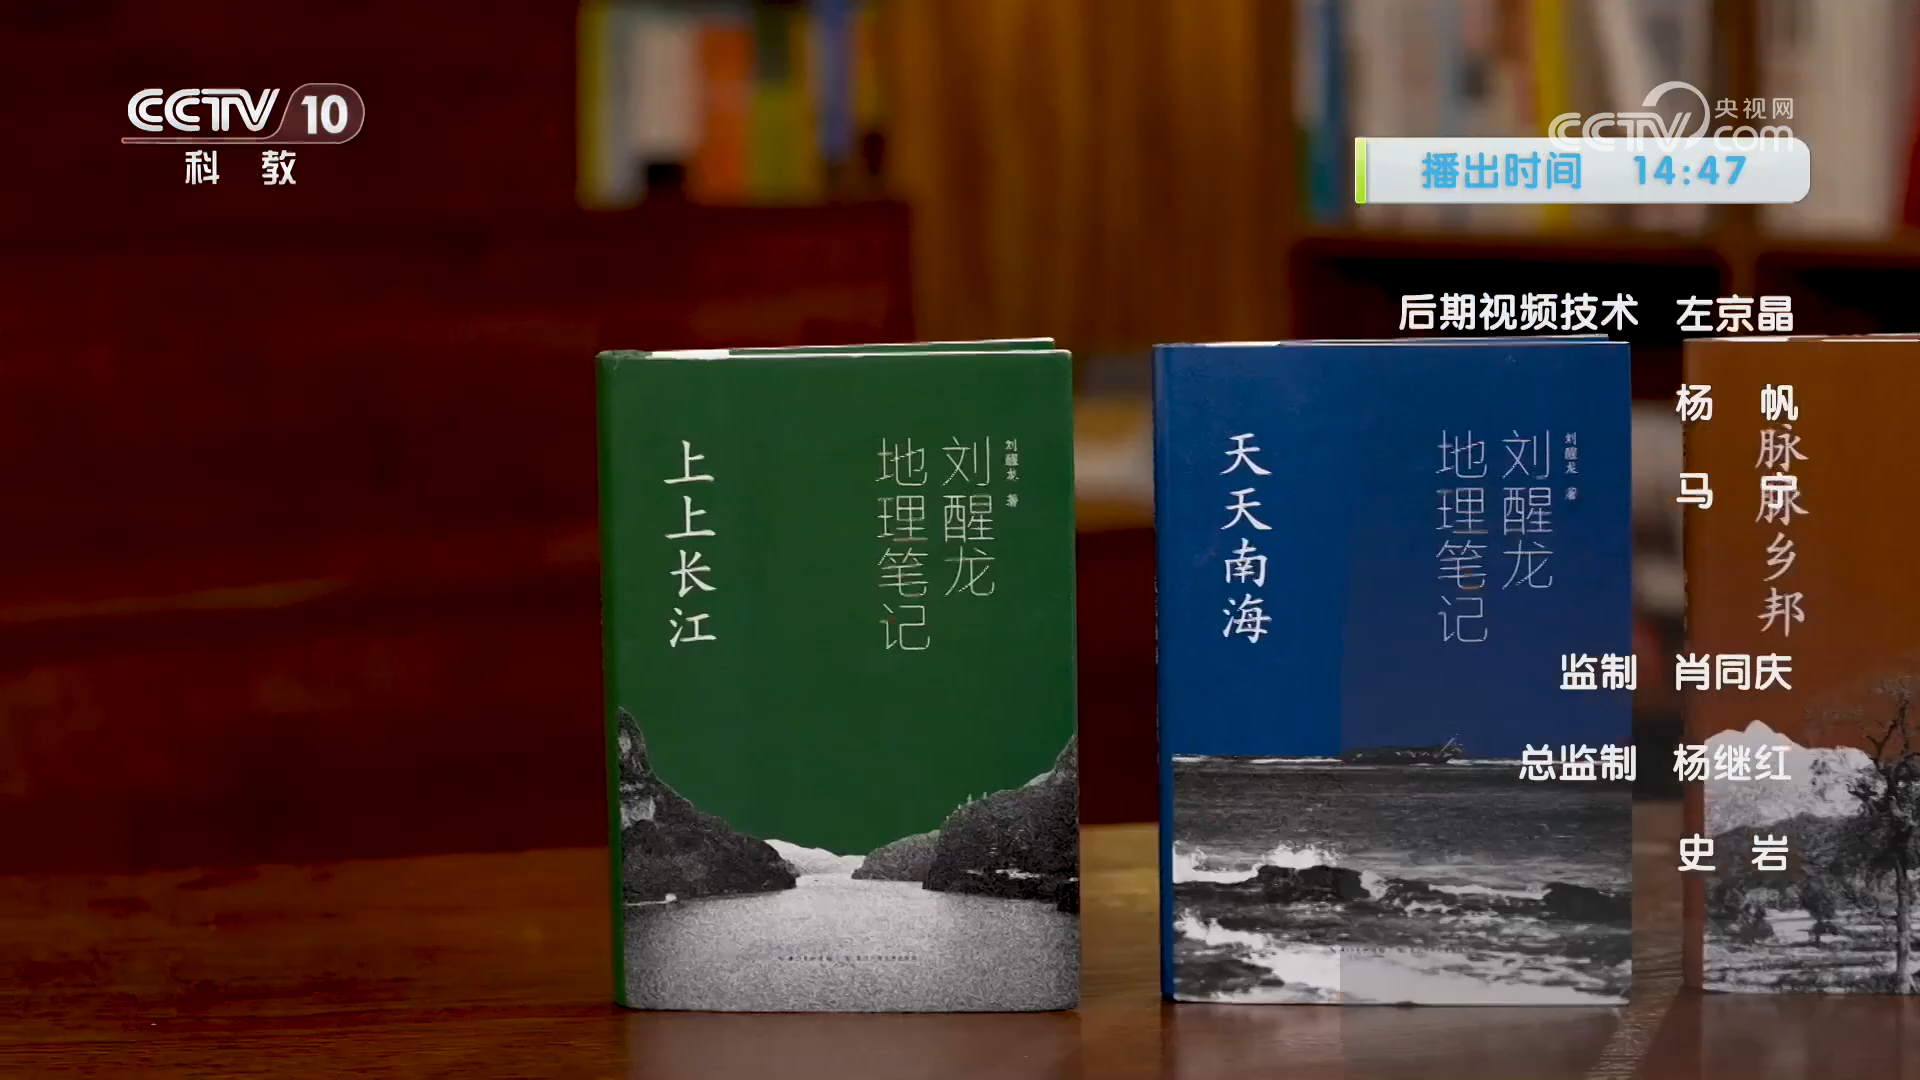 CCTV 10
科 教
央视网
CCTV.com
播出时间 14:47
后期视频技术 左京晶
杨 帆
马 宁
监制 肖同庆
总监制 杨继红
史 岩
上上长江
刘醒龙
地理笔记
刘醒龙 著
天天南海
刘醒龙
地理笔记
刘醒龙 著
脉脉乡邦